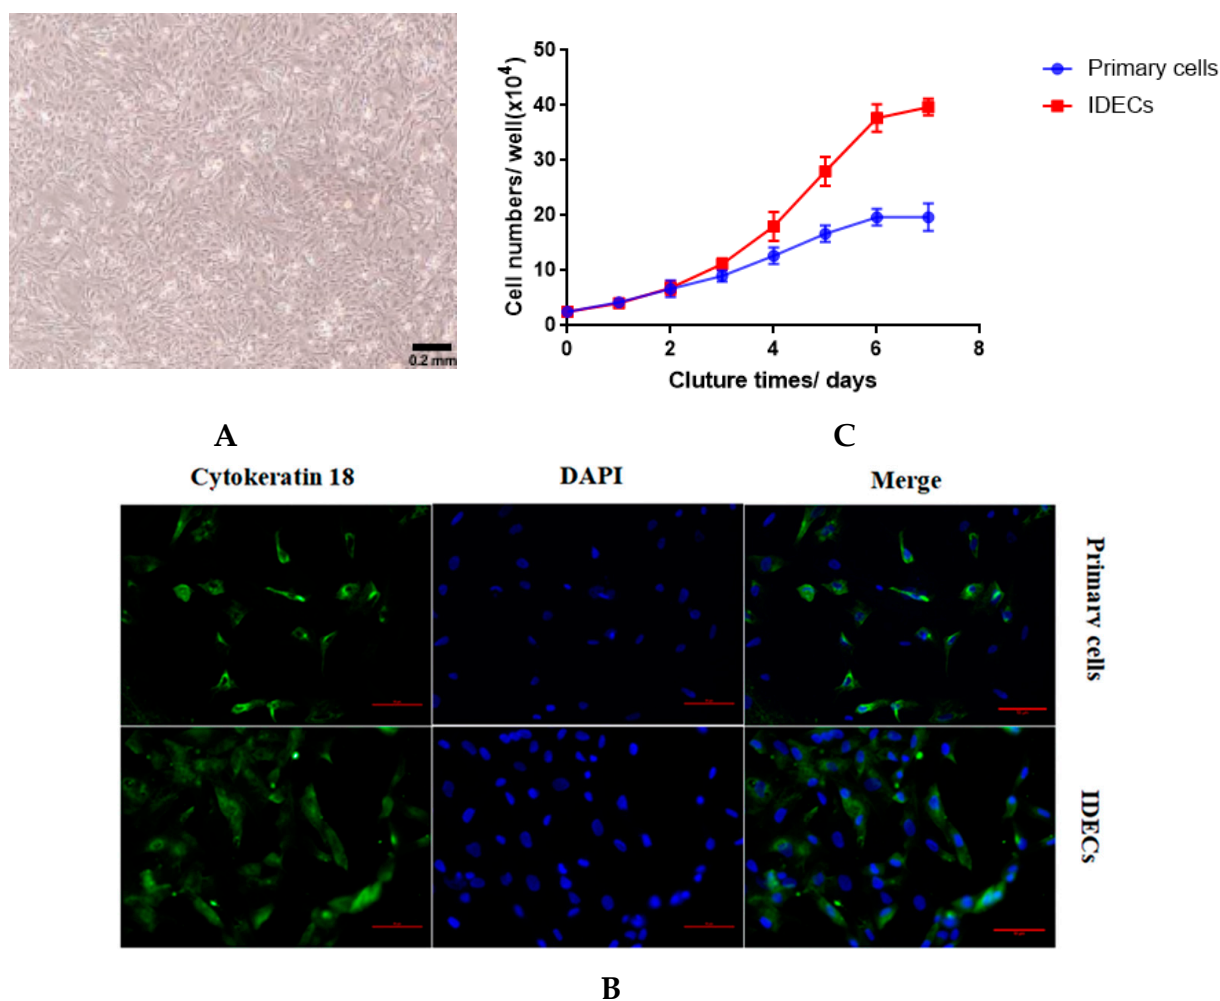 0.2 mm
A
Cell numbers/ well(x10⁴)
50
40
30
20
10
0
0 2 4 6 8
Cluture times/ days
Primary cells
IDECs
C
Cytokeratin 18 DAPI Merge
Primary cells
IDECs
B